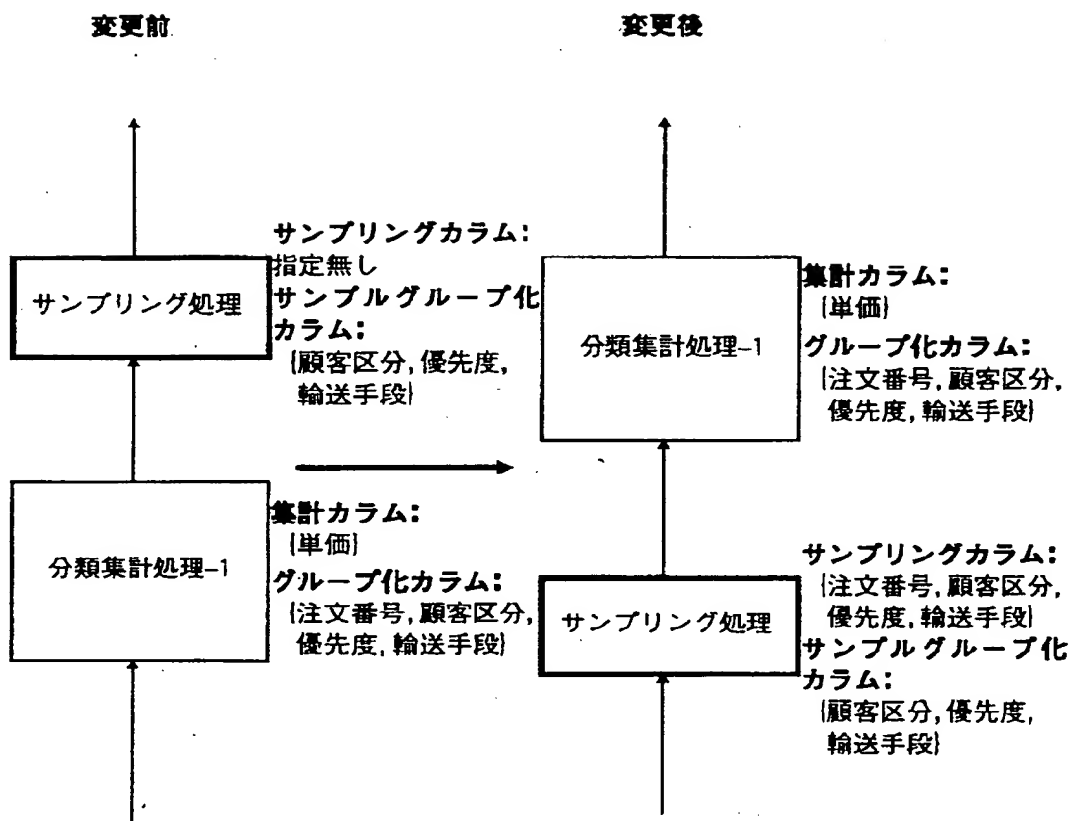 変更前
サンプリングカラム:
指定無し
サンプルグループ化
カラム:
{顧客区分, 優先度,
輸送手段}
サンプリング処理
集計カラム:
{単価}
グループ化カラム:
{注文番号, 顧客区分,
優先度, 輸送手段}
分類集計処理-1
変更後
集計カラム:
{単価}
グループ化カラム:
{注文番号, 顧客区分,
優先度, 輸送手段}
分類集計処理-1
サンプリングカラム:
{注文番号, 顧客区分,
優先度, 輸送手段}
サンプルグループ化
カラム:
{顧客区分, 優先度,
輸送手段}
サンプリング処理